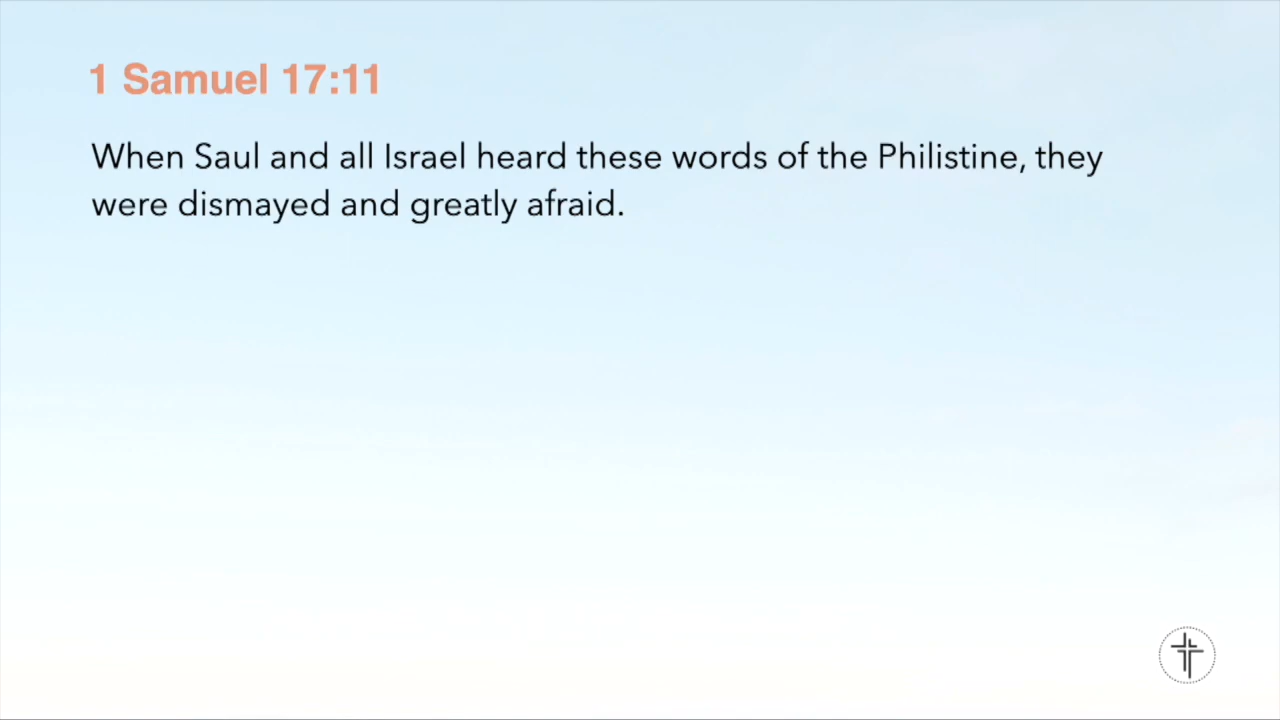 1 Samuel 17:11
When Saul and all Israel heard these words of the Philistine, they
were dismayed and greatly afraid.